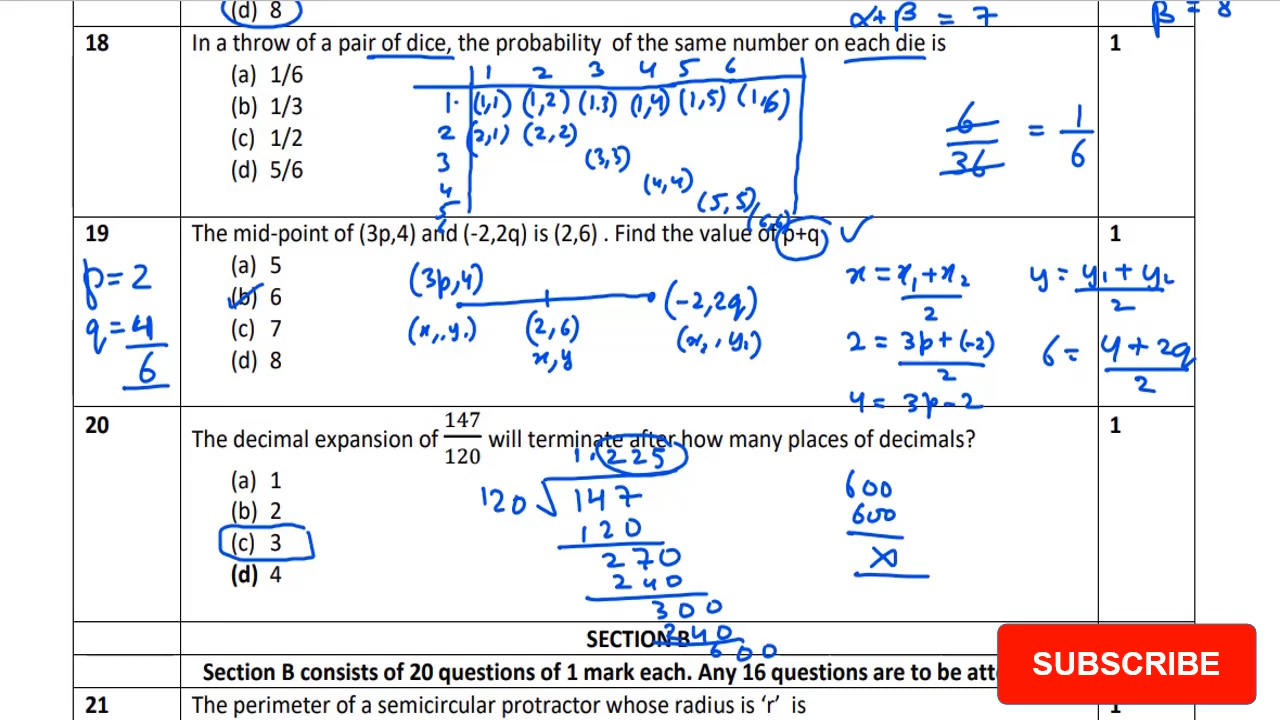 (d) 8
α+β = 7
β = 8
18 In a throw of a pair of dice, the probability of the same number on each die is 1
(a) 1/6
(b) 1/3
(c) 1/2
(d) 5/6
1 2 3 4 5 6
1. (1,1) (1,2) (1.3) (1,4) (1,5) (1,6)
2 (2,1) (2,2)
3 (3,3)
4 (4,4)
5 (5,5)
6 (6,6)
6/36 = 1/6
19 The mid-point of (3p,4) and (-2,2q) is (2,6) . Find the value of p+q 1
(a) 5
(b) 6
(c) 7
(d) 8
p= 2
q= 4
6
(3p,4) (-2,2q)
(x1,y1) (2,6) (x2,y1)
x,y
x = x1+x2/2
2 = 3p+(-2)/2
4 = 3p-2
y = y1+y2/2
6= 4+2q/2
20 The decimal expansion of 147/120 will terminate after how many places of decimals? 1
(a) 1
(b) 2
(c) 3
(d) 4
1.225
120 147
120
270
240
300
240
600
600
600
X
SECTION B
Section B consists of 20 questions of 1 mark each. Any 16 questions are to be atte
21 The perimeter of a semicircular protractor whose radius is ‘r’ is 1
SUBSCRIBE